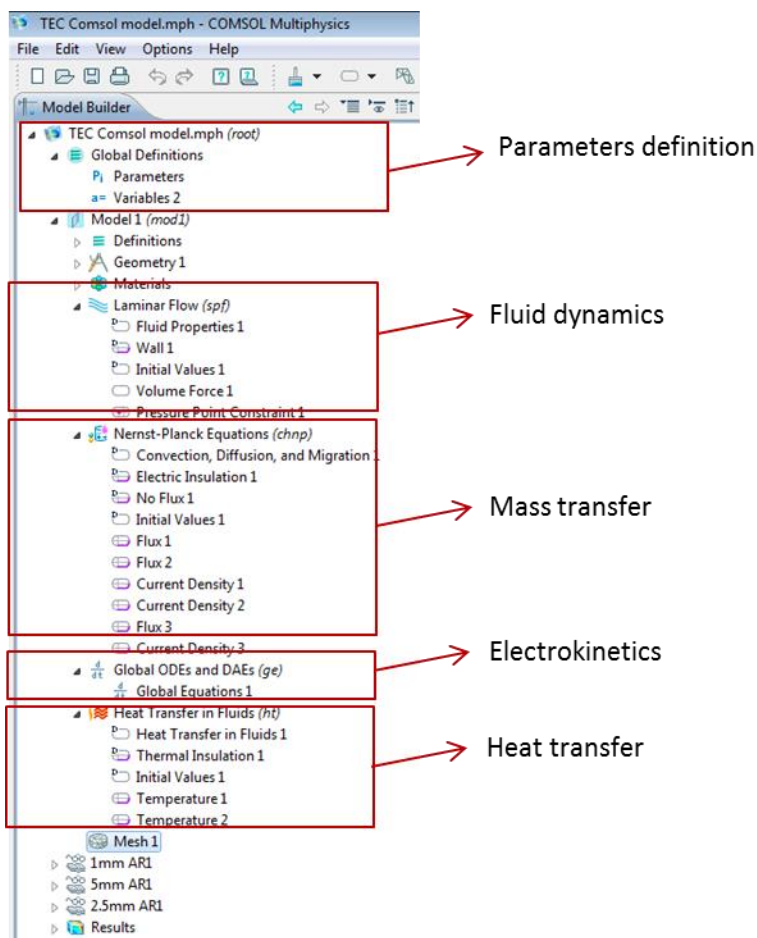 TEC Comsol model.mph - COMSOL Multiphysics
File Edit View Options Help
Model Builder
TEC Comsol model.mph (root)
Global Definitions
Pi Parameters
a= Variables 2
Model 1 (mod1)
Definitions
Geometry 1
Materials
Laminar Flow (spf)
Fluid Properties 1
Wall 1
Initial Values 1
Volume Force 1
Pressure Point Constraint 1
Nernst-Planck Equations (chnp)
Convection, Diffusion, and Migration 1
Electric Insulation 1
No Flux 1
Initial Values 1
Flux 1
Flux 2
Current Density 1
Current Density 2
Flux 3
Current Density 3
Global ODEs and DAEs (ge)
Global Equations 1
Heat Transfer in Fluids (ht)
Heat Transfer in Fluids 1
Thermal Insulation 1
Initial Values 1
Temperature 1
Temperature 2
Mesh 1
1mm AR1
5mm AR1
2.5mm AR1
Results
Parameters definition
Fluid dynamics
Mass transfer
Electrokinetics
Heat transfer